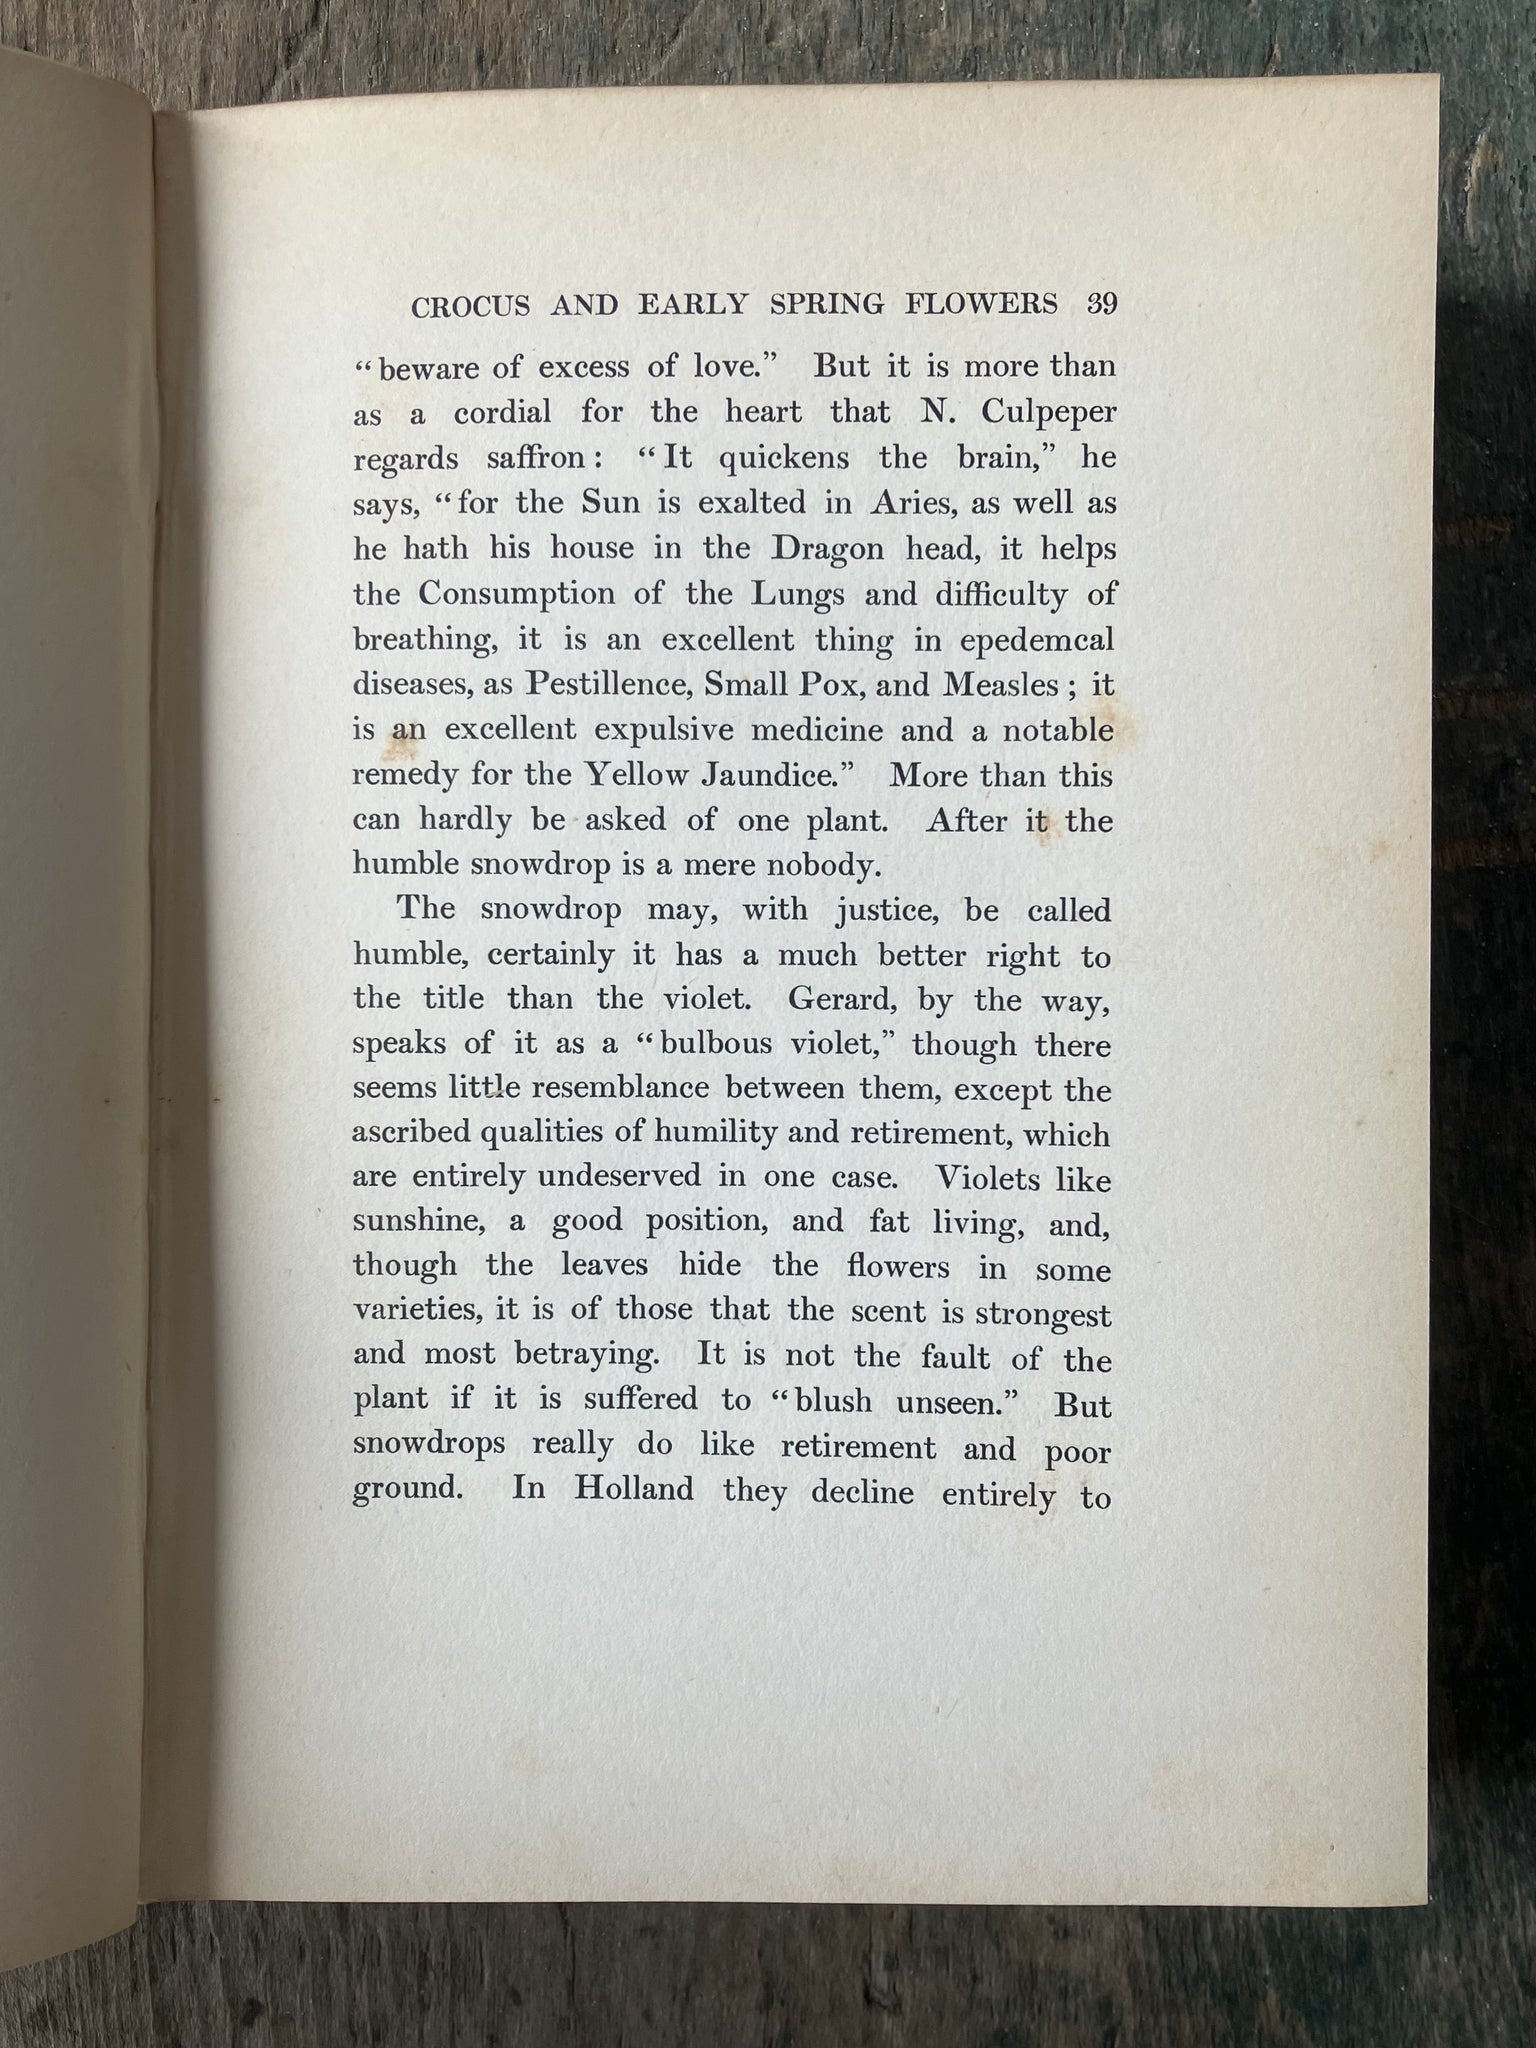 CROCUS AND EARLY SPRING FLOWERS 39
“beware of excess of love.” But it is more than
as a cordial for the heart that N. Culpeper
regards saffron : “It quickens the brain,” he
says, “for the Sun is exalted in Aries, as well as
he hath his house in the Dragon head, it helps
the Consumption of the Lungs and difficulty of
breathing, it is an excellent thing in epedemcal
diseases, as Pestillence, Small Pox, and Measles ; it
is an excellent expulsive medicine and a notable
remedy for the Yellow Jaundice.” More than this
can hardly be asked of one plant. After it the
humble snowdrop is a mere nobody.
The snowdrop may, with justice, be called
humble, certainly it has a much better right to
the title than the violet. Gerard, by the way,
speaks of it as a “bulbous violet,” though there
seems little resemblance between them, except the
ascribed qualities of humility and retirement, which
are entirely undeserved in one case. Violets like
sunshine, a good position, and fat living, and,
though the leaves hide the flowers in some
varieties, it is of those that the scent is strongest
and most betraying. It is not the fault of the
plant if it is suffered to “blush unseen.” But
snowdrops really do like retirement and poor
ground. In Holland they decline entirely to